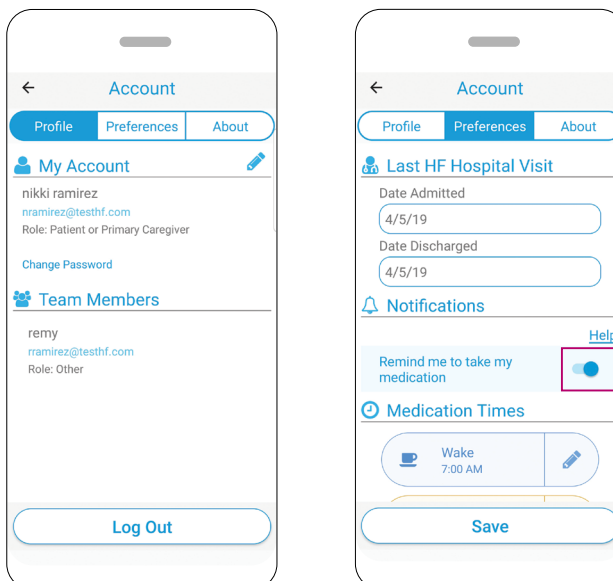 Account
Profile Preferences About
My Account
nikki ramirez
nramirez@testhf.com
Role: Patient or Primary Caregiver
Change Password
Team Members
remy
rramirez@testhf.com
Role: Other
Log Out
Account
Profile Preferences About
Last HF Hospital Visit
Date Admitted
4/5/19
Date Discharged
4/5/19
Notifications
Help
Remind me to take my
medication
Medication Times
Wake
7:00 AM
Save